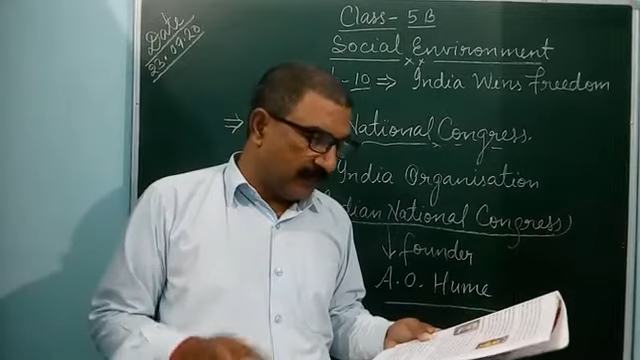 Class - 5 B
Date
23.09.20
Social Environment
- 10 ⇒ India Wins Freedom
⇒ National Congress.
India Organisation
Indian National Congress)
↓ founder
A. O. Hume